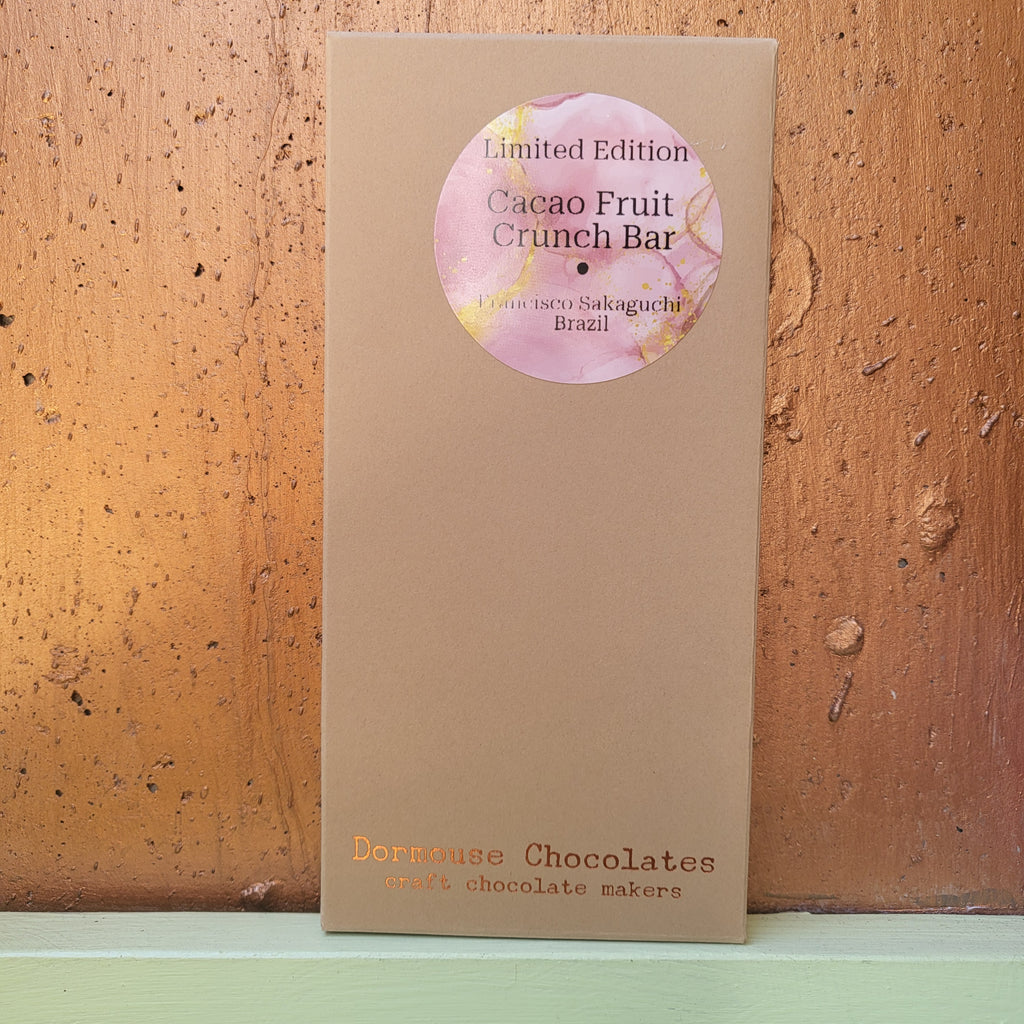 Limited Edition
Cacao Fruit
Crunch Bar
Francisco Sakaguchi
Brazil
Dormouse Chocolates
craft chocolate makers